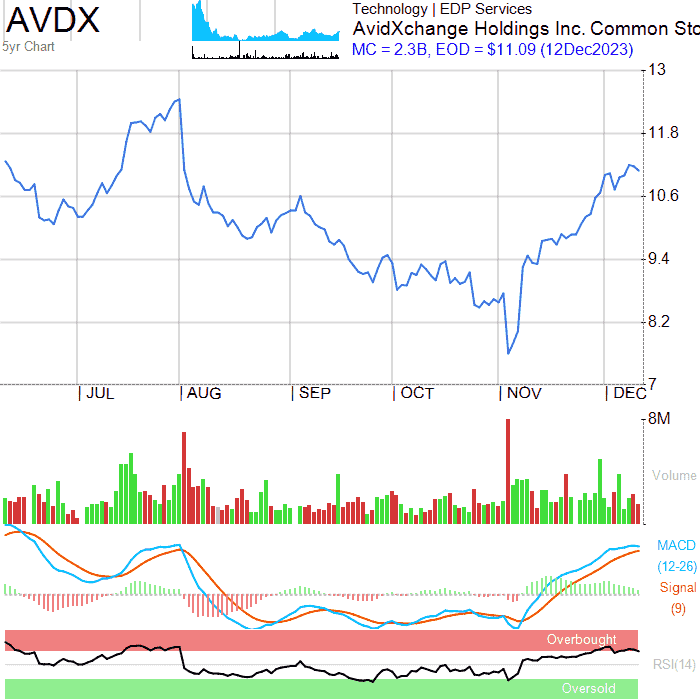 AVDX
5yr Chart
Technology | EDP Services
AvidXchange Holdings Inc. Common Sto
MC = 2.3B, EOD = $11.09 (12Dec2023)
13
11.8
10.6
9.4
8.2
7
| JUL | AUG | SEP | OCT | NOV | DEC
8M
Volume
MACD
(12-26)
Signal
(9)
Overbought
RSI(14)
Oversold